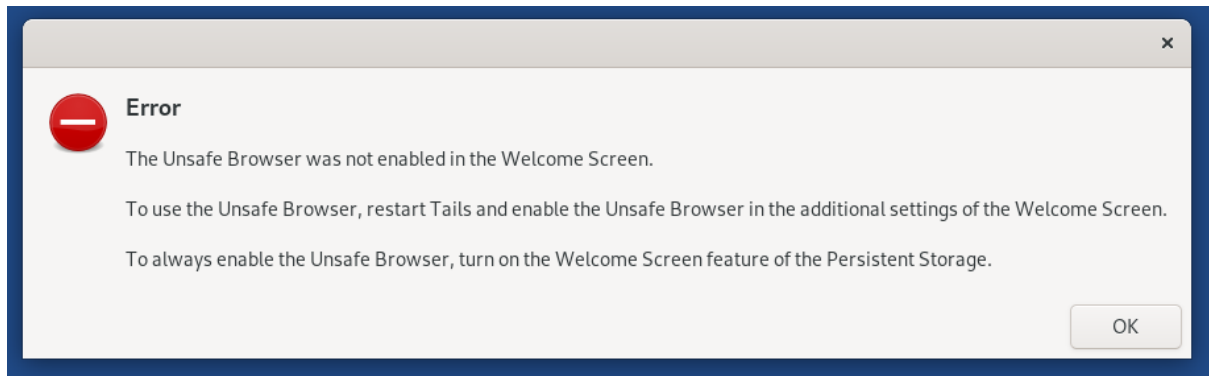 Error
The Unsafe Browser was not enabled in the Welcome Screen.
To use the Unsafe Browser, restart Tails and enable the Unsafe Browser in the additional settings of the Welcome Screen.
To always enable the Unsafe Browser, turn on the Welcome Screen feature of the Persistent Storage.
OK